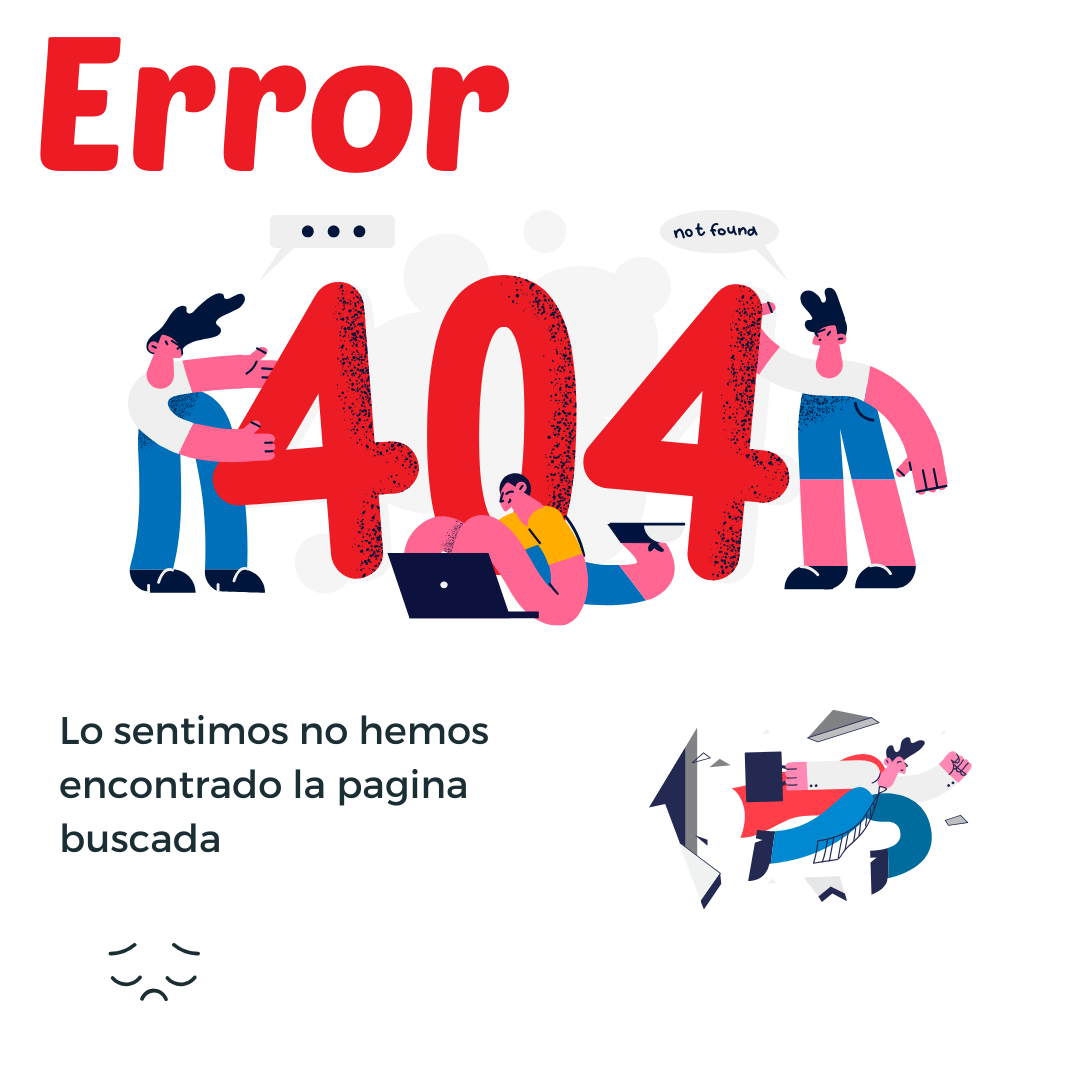 Error
...
not found
404
Lo sentimos no hemos
encontrado la pagina
buscada